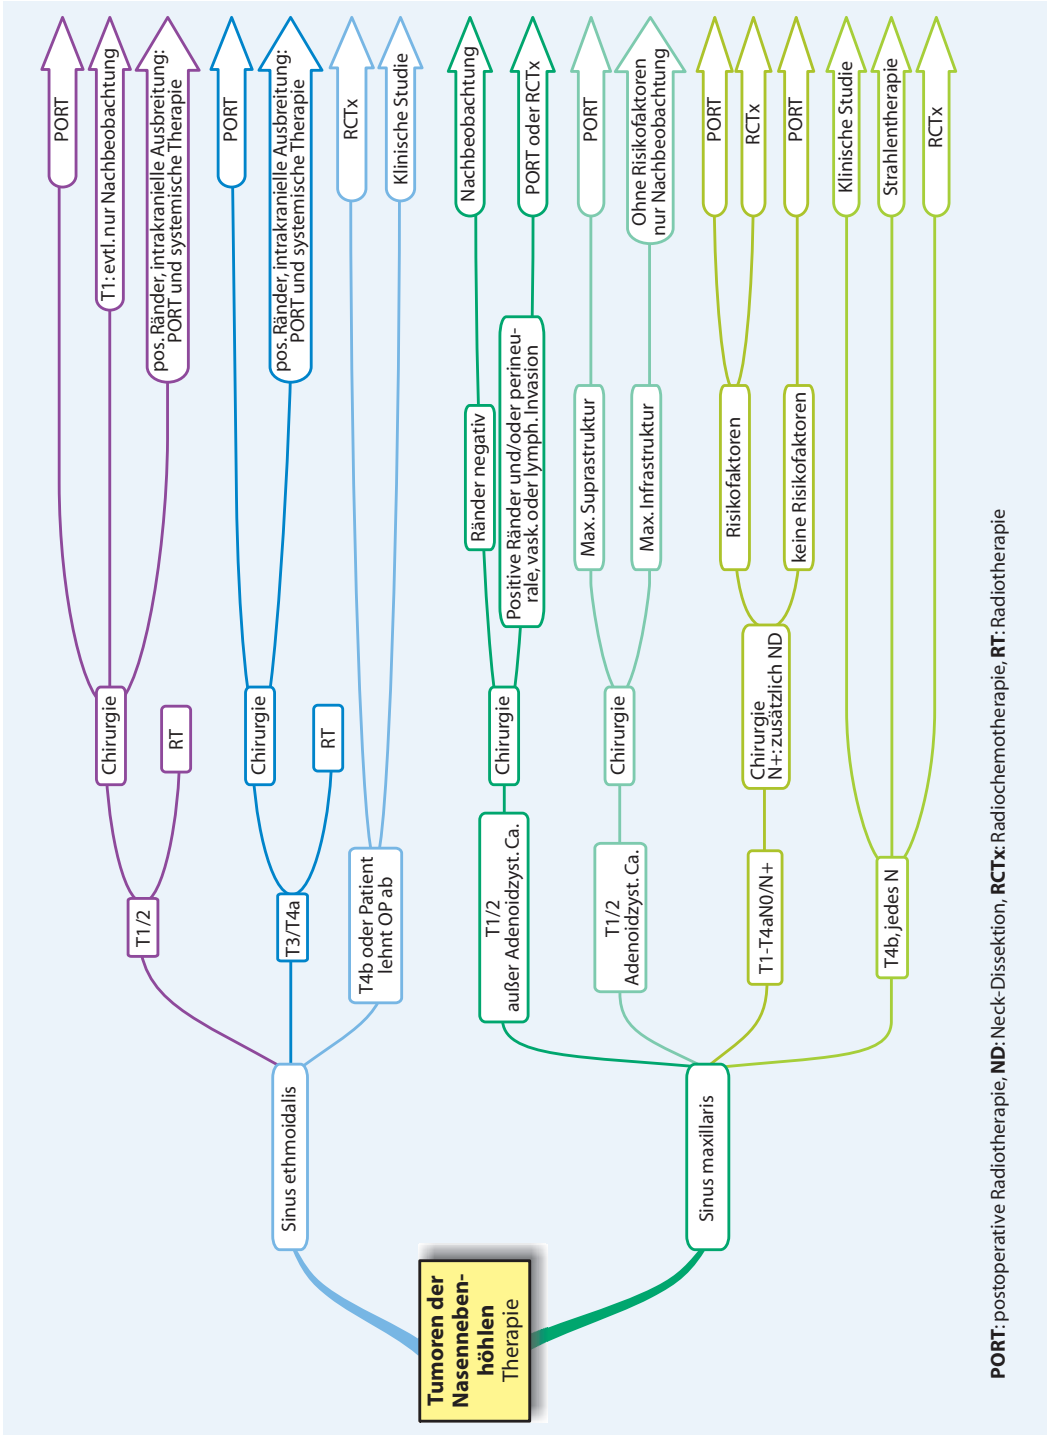 Tumoren der
Nasenneben-
höhlen
Therapie
Sinus ethmoidalis
T1/2
Chirurgie
PORT
T1: evtl. nur Nachbeobachtung
pos. Ränder, intrakranielle Ausbreitung:
PORT und systemische Therapie
RT
T3/T4a
Chirurgie
PORT
pos. Ränder, intrakranielle Ausbreitung:
PORT und systemische Therapie
RT
T4b oder Patient
lehnt OP ab
RCTx
Klinische Studie
Sinus maxillaris
T1/2
außer Adenoidzyst. Ca.
Chirurgie
Ränder negativ
Nachbeobachtung
Positive Ränder und/oder perineu-
rale, vask. oder lymph. Invasion
PORT oder RCTx
T1/2
Adenoidzyst. Ca.
Chirurgie
Max. Suprastruktur
PORT
Max. Infrastruktur
Ohne Risikofaktoren
nur Nachbeobachtung
T1-T4aN0/N+
Chirurgie
N+: zusätzlich ND
Risikofaktoren
PORT
RCTx
keine Risikofaktoren
PORT
T4b, jedes N
Klinische Studie
Strahlentherapie
RCTx
PORT: postoperative Radiotherapie, ND: Neck-Dissektion, RCTx: Radiochemotherapie, RT: Radiotherapie